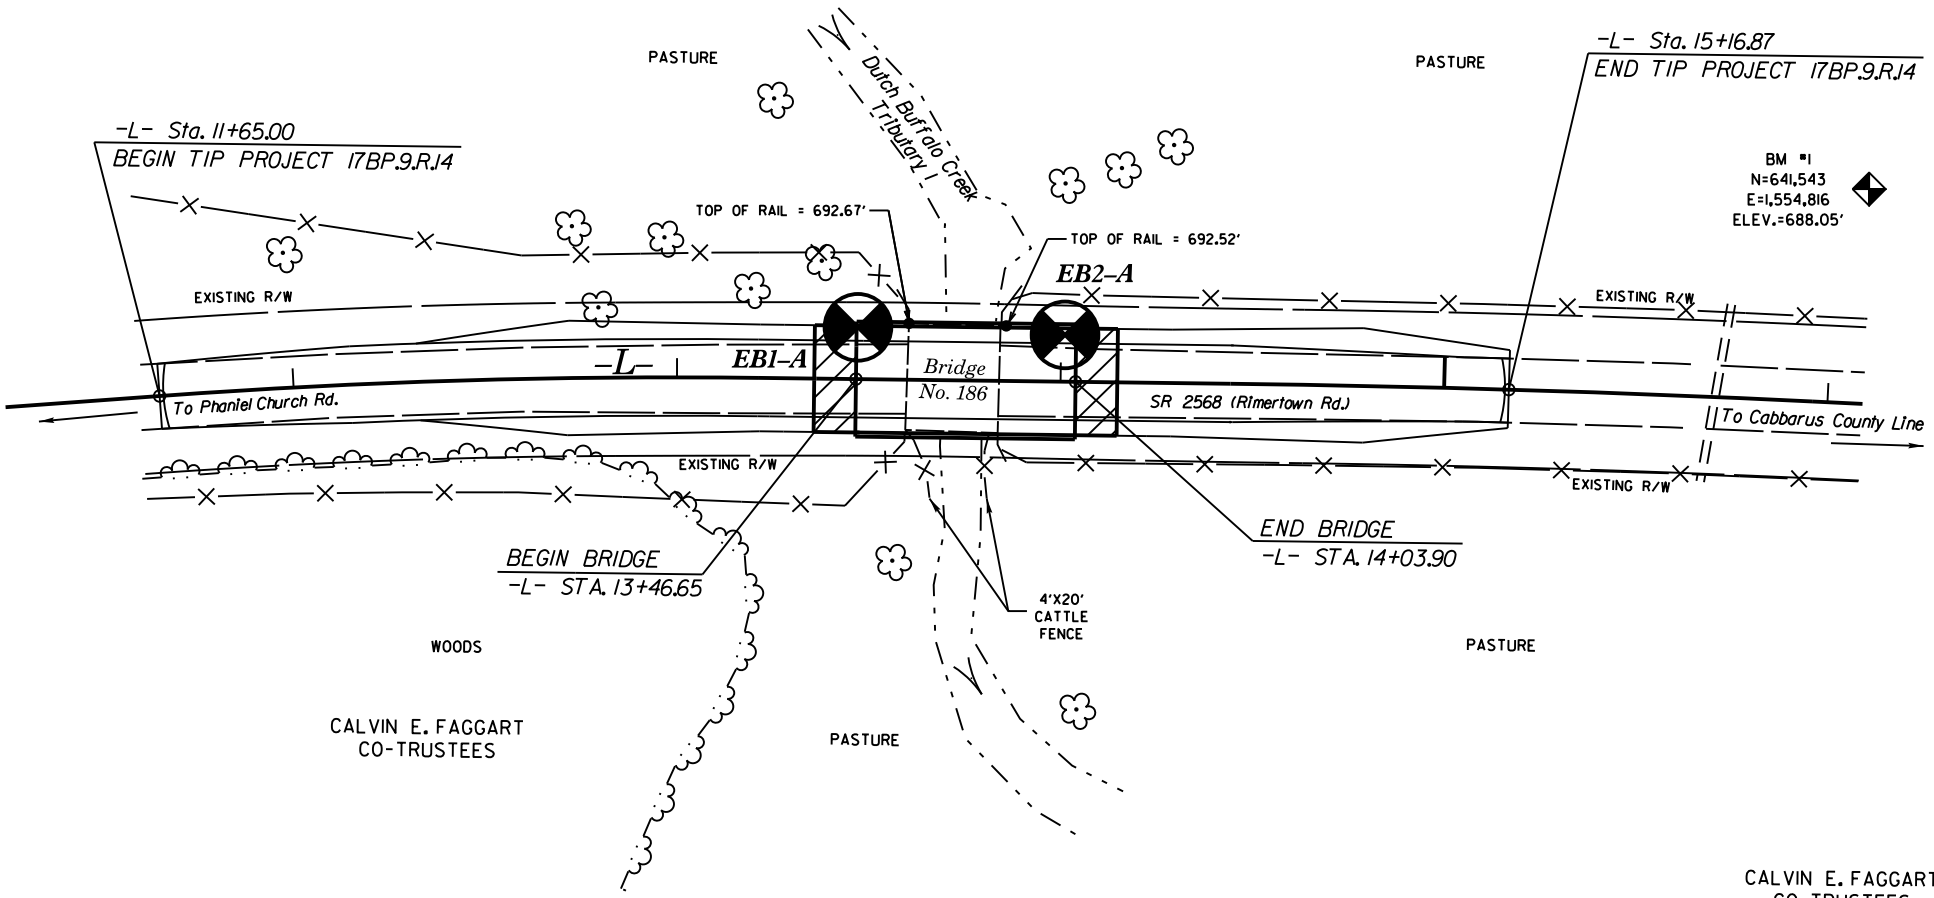 PASTURE
-L- Sta. 15+16.87
END TIP PROJECT 17BP.9.R.14
PASTURE
Dutch Buffalo Creek
Tributary 1
-L- Sta. 11+65.00
BEGIN TIP PROJECT 17BP.9.R.14
BM #1
N=641,543
E=1,554,816
ELEV.=688.05'
TOP OF RAIL = 692.67'
TOP OF RAIL = 692.52'
EB2-A
EXISTING R/W
EXISTING R/W
-L-
EB1-A
Bridge
No. 186
To Phaniel Church Rd.
SR 2568 (Rimertown Rd.)
To Cabbarus County Line
EXISTING R/W
EXISTING R/W
END BRIDGE
-L- STA. 14+03.90
BEGIN BRIDGE
-L- STA. 13+46.65
4'X20'
CATTLE
FENCE
WOODS
PASTURE
CALVIN E. FAGGART
CO-TRUSTEES
PASTURE
CALVIN E. FAGGART
CO-TRUSTEES